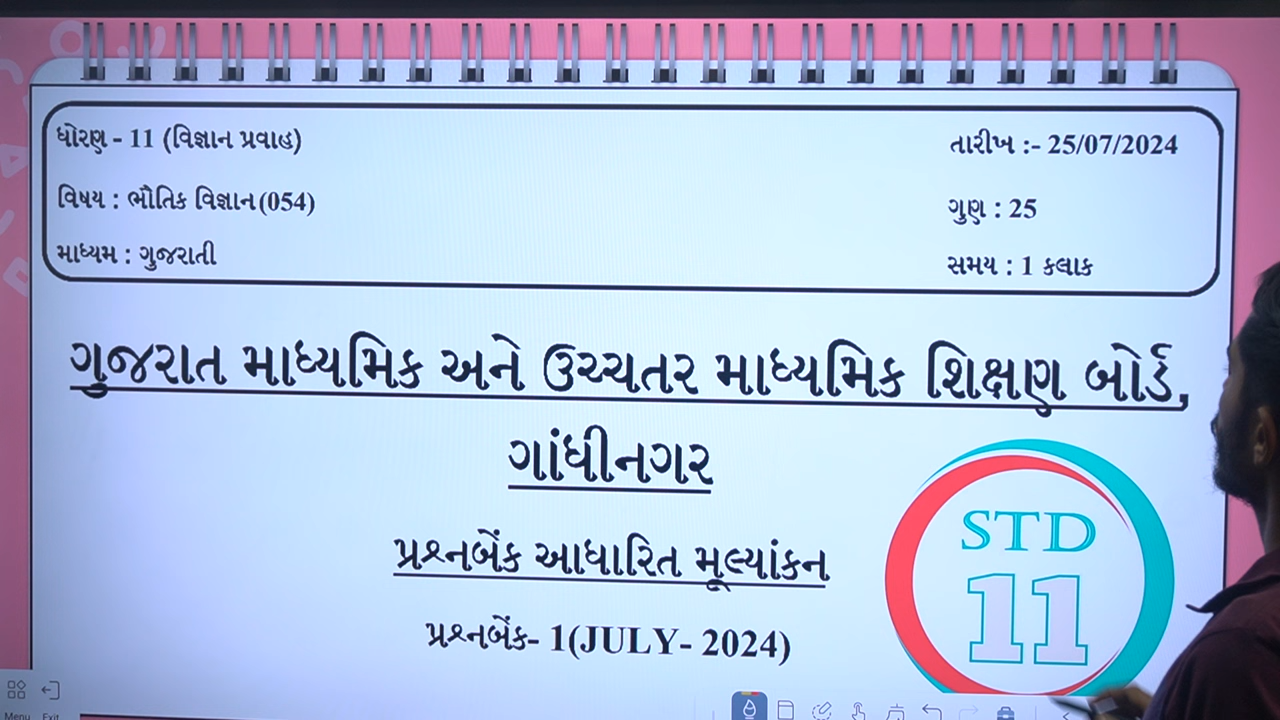 ધોરણ - 11 (વિજ્ઞાન પ્રવાહ)
તારીખ :- 25/07/2024
વિષય : ભૌતિક વિજ્ઞાન(054)
ગુણ : 25
માધ્યમ : ગુજરાતી
સમય : 1 કલાક
ગુજરાત માધ્યમિક અને ઉચ્ચતર માધ્યમિક શિક્ષણ બોર્ડ,
ગાંધીનગર
પ્રશ્નબેંક આધારિત મૂલ્યાંકન
પ્રશ્નબેંક- 1(JULY- 2024)
STD
11
Menu Exit